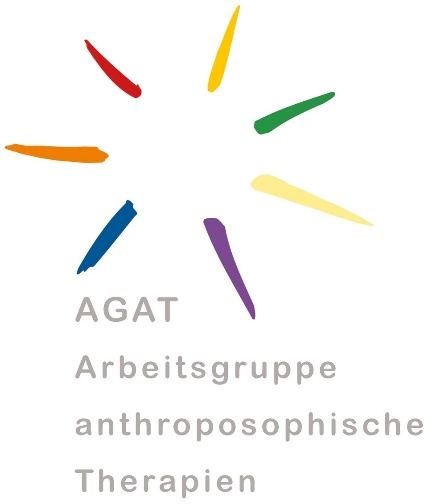 AGAT
Arbeitsgruppe
anthroposophische
Therapien